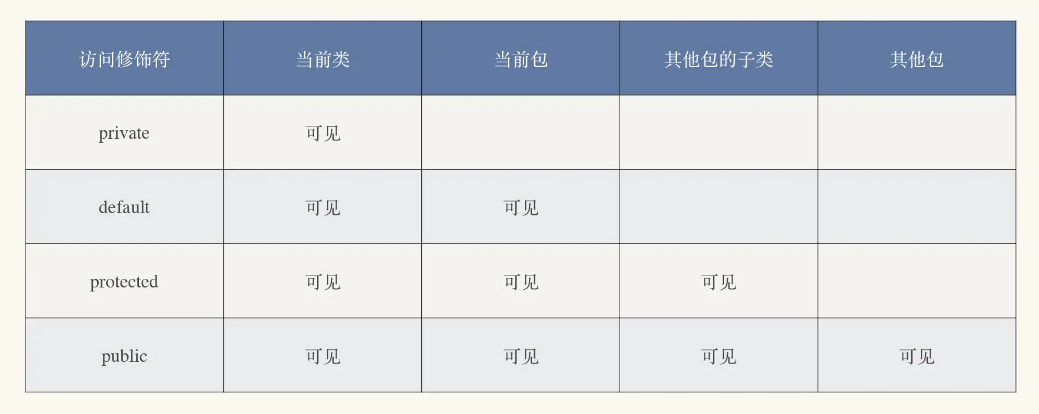 访问修饰符 当前类 当前包 其他包的子类 其他包
private 可见
default 可见 可见
protected 可见 可见 可见
public 可见 可见 可见 可见